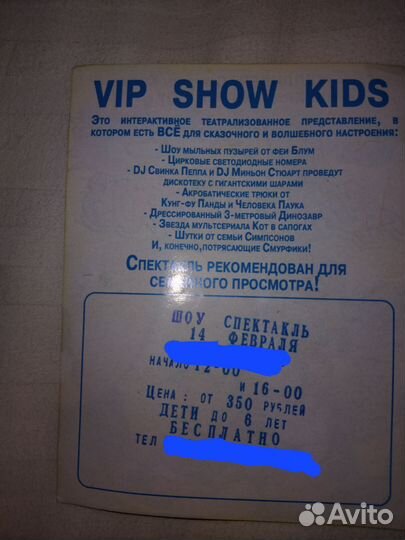 VIP SHOW KIDS
Это интерактивное театрализованное представление, в
котором есть ВСЁ для сказочного и волшебного настроения:
- Шоу мыльных пузырей от феи Блум
- Цирковые светодиодные номера
- DJ Свинка Пеппа и DJ Миньон Стюарт проведут
дискотеку с гигантскими шарами
- Акробатические трюки от
Кунг-фу Панды и Человека Паука
- Дрессированный 3-метровый Динозавр
- Звезда мультсериала Кот в сапогах
- Шутки от семьи Симпсонов
И, конечно, потрясающие Смурфики!
Спектакль рекомендован для
семейного просмотра!
ШОУ СПЕКТАКЛЬ
14 ФЕВРАЛЯ
НАЧАЛО 12-00
И 16-00
ЦЕНА: ОТ 350 РУБЛЕЙ
ДЕТИ ДО 6 ЛЕТ
БЕСПЛАТНО
ТЕЛ
Avito